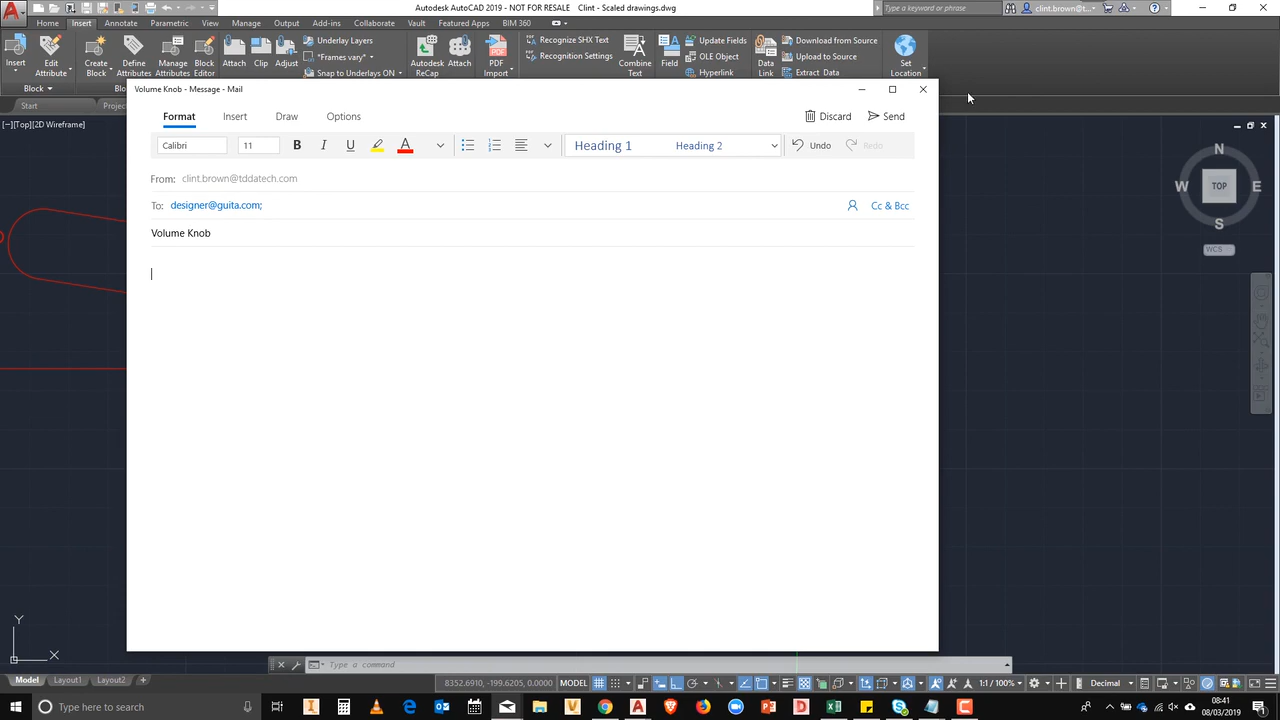 Autodesk AutoCAD 2019 - NOT FOR RESALE Clint - Scaled drawings.dwg
Type a keyword or phrase
clint.brown@t...
Home Insert Annotate Parametric View Manage Output Add-ins Collaborate Vault Featured Apps BIM 360
Insert
Edit Attribute
Create Block
Define Attributes
Manage Attributes
Block Editor
Attach
Clip
Adjust
Underlay Layers
*Frames vary*
Snap to Underlays ON
Autodesk ReCap
Attach
PDF Import
Recognize SHX Text
Recognition Settings
Combine Text
Field
Update Fields
OLE Object
Hyperlink
Data Link
Download from Source
Upload to Source
Extract Data
Set Location
Block
Start
Projec
[−][Top][2D Wireframe]
Volume Knob - Message - Mail
Format Insert Draw Options
Discard Send
Calibri 11 B I U A Heading 1 Heading 2 Undo Redo
From: clint.brown@tddatech.com
To: designer@guita.com;
Cc & Bcc
Volume Knob
N
W TOP E
S
WCS
Y
X
Type a command
Model Layout1 Layout2 +
8352.6910, -199.6205, 0.0000 MODEL
1:1 / 100%
Decimal
Type here to search
08:41
08/03/2019